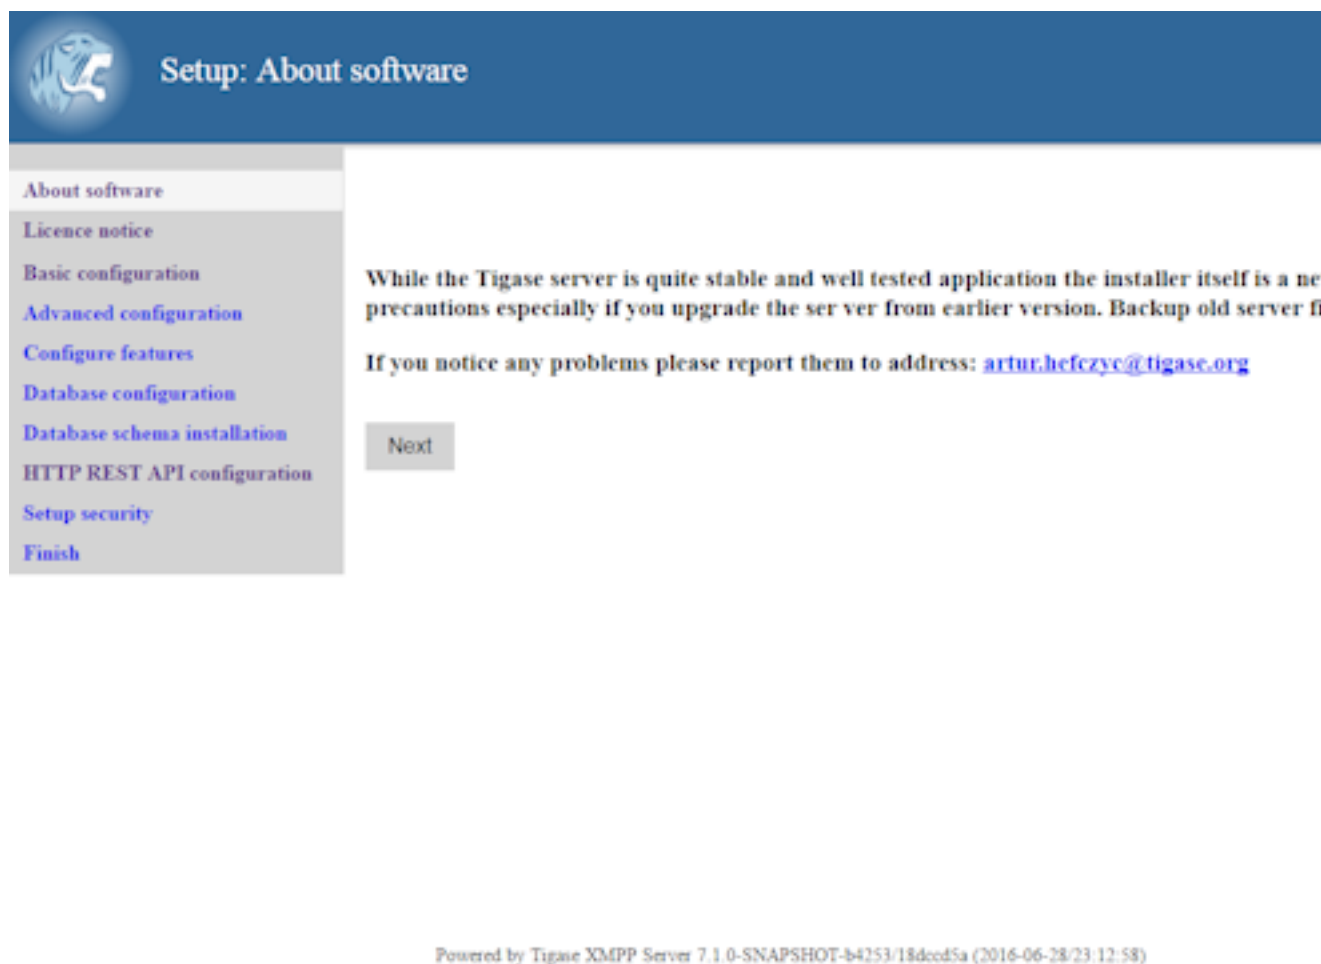 Setup: About software
About software
Licence notice
Basic configuration
Advanced configuration
Configure features
Database configuration
Database schema installation
HTTP REST API configuration
Setup security
Finish
While the Tigase server is quite stable and well tested application the installer itself is a ne
precautions especially if you upgrade the ser ver from earlier version. Backup old server fi
If you notice any problems please report them to address: artur.hefczyc@tigase.org
Next
Powered by Tigase XMPP Server 7.1.0-SNAPSHOT-b4253/18dccd5a (2016-06-28/23:12:58)